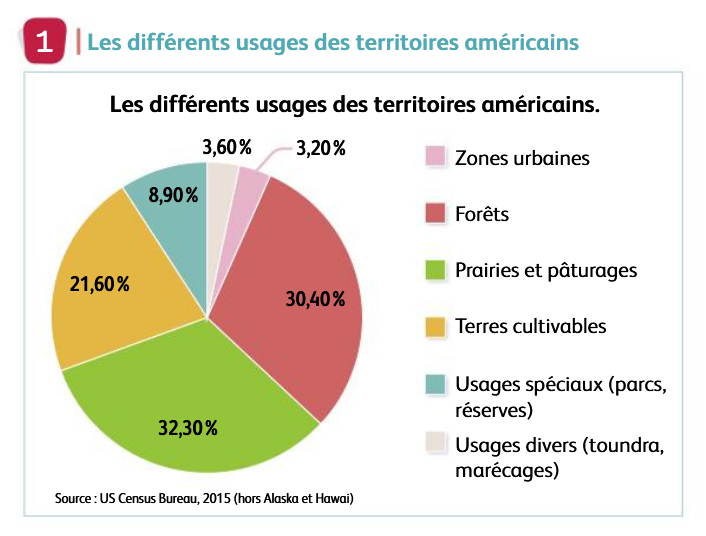 1
Les différents usages des territoires américains
Les différents usages des territoires américains.
3,60 %
3,20 %
8,90 %
21,60 %
30,40 %
32,30 %
Zones urbaines
Forêts
Prairies et pâturages
Terres cultivables
Usages spéciaux (parcs,
réserves)
Usages divers (toundra,
marécages)
Source : US Census Bureau, 2015 (hors Alaska et Hawai)